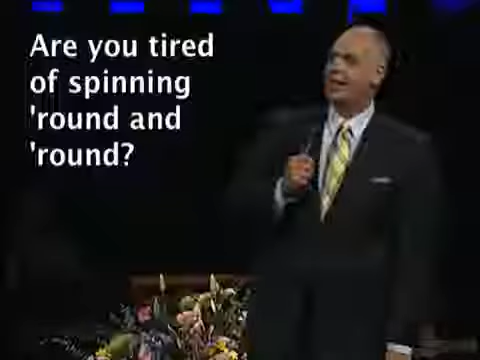 Are you tired
of spinning
'round and
'round?